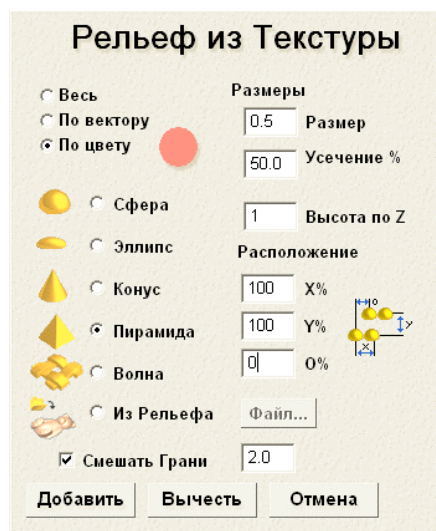 Рельеф из Текстуры
Весь
По вектору
По цвету
Размеры
0.5 Размер
50.0 Усечение %
1 Высота по Z
Сфера
Эллипс
Конус
Пирамида
Волна
Из Рельефа
Расположение
100 X%
100 Y%
0 O%
o
y
x
Файл...
Смешать Грани 2.0
Добавить Вычесть Отмена